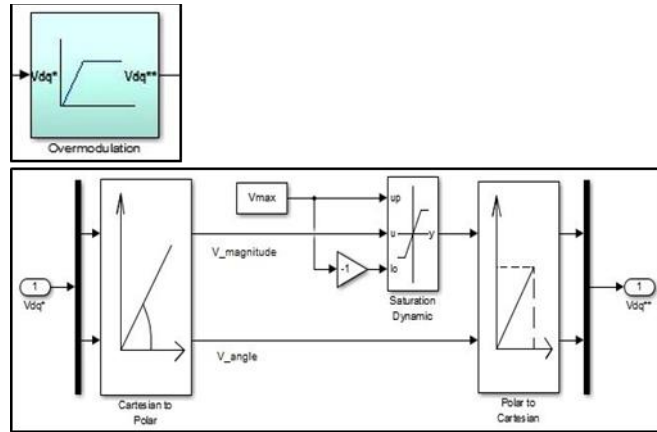 Vdq* Vdq**
Overmodulation
Vmax
up
u y
V_magnitude
-1
lo
Saturation
Dynamic
1
Vdq*
1
Vdq**
V_angle
Cartesian to
Polar
Polar to
Cartesian